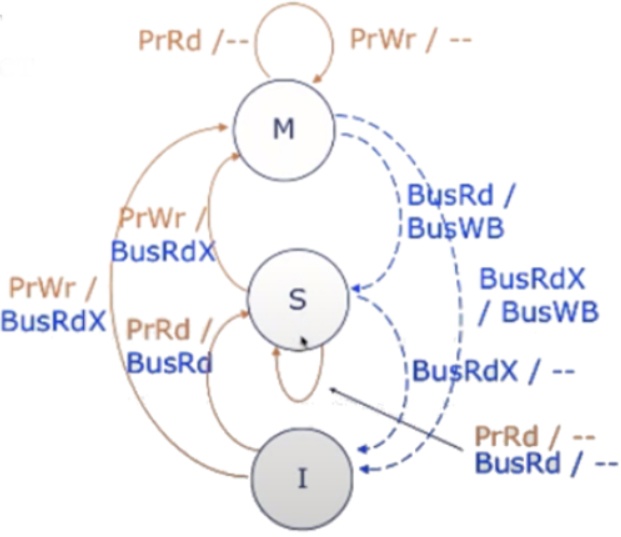 PrRd /--
PrWr / --
M
BusRd /
BusWB
PrWr /
BusRdX
BusRdX
/ BusWB
PrWr /
BusRdX
S
PrRd /
BusRd
BusRdX / --
PrRd / --
BusRd / --
I